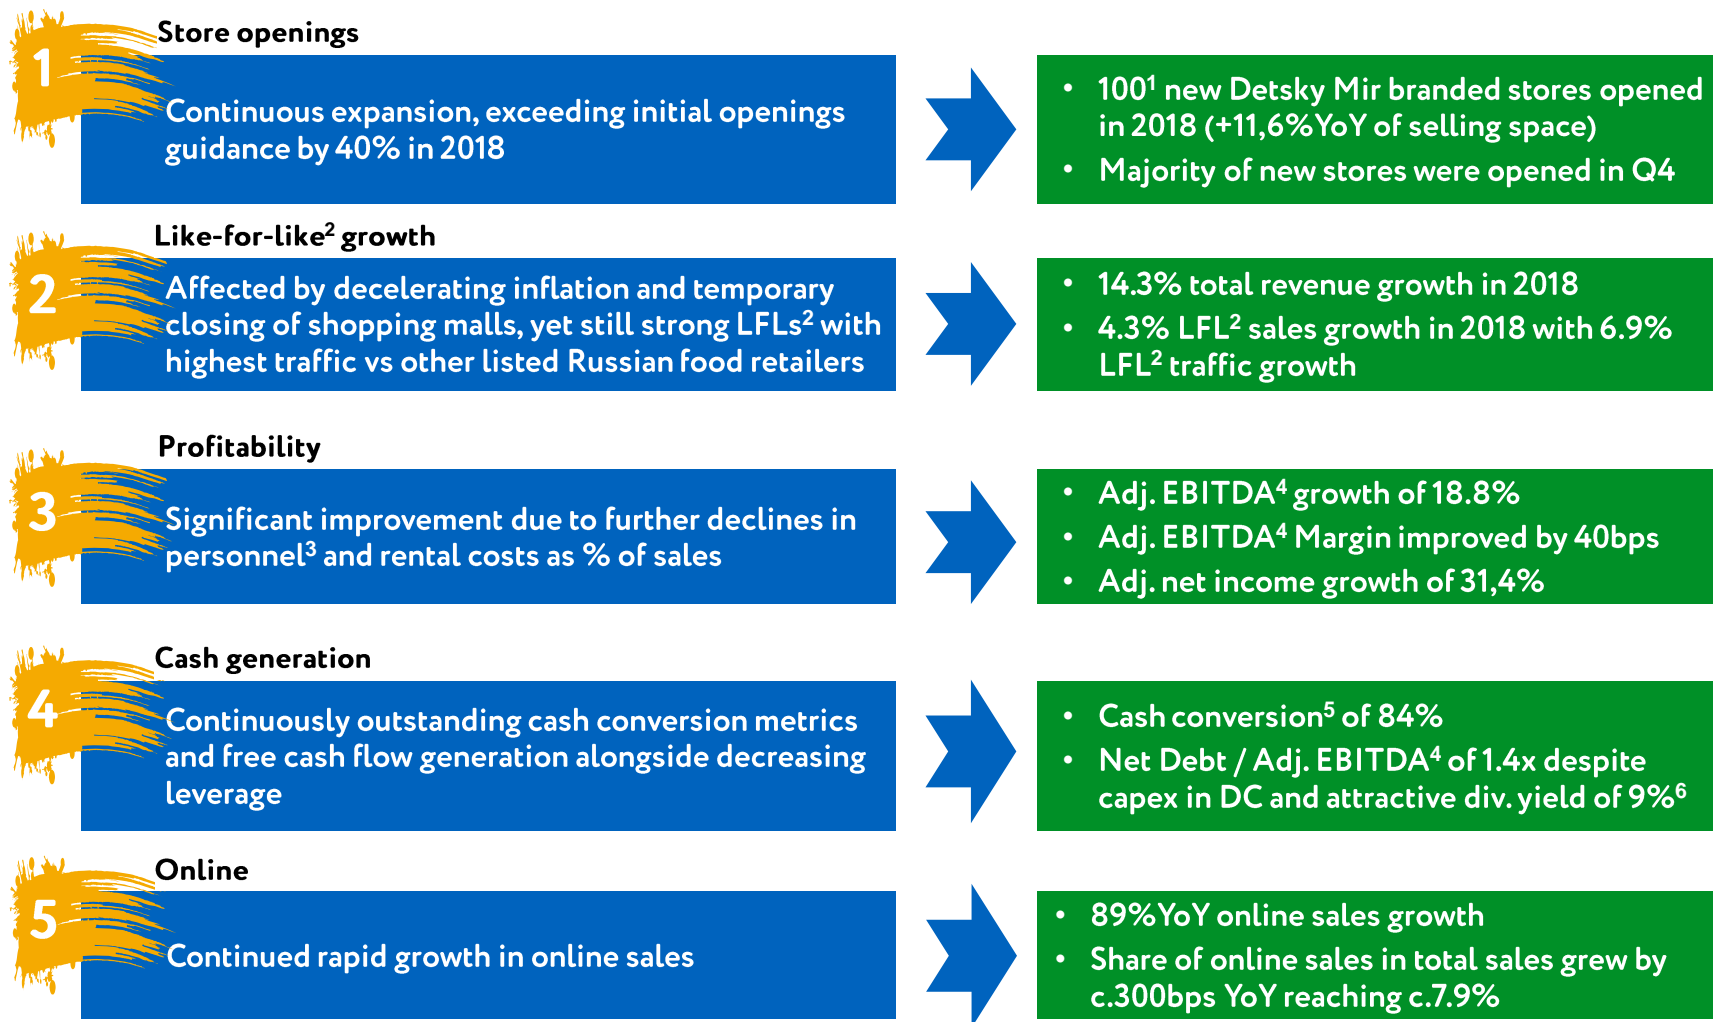 1
Store openings
Continuous expansion, exceeding initial openings
guidance by 40% in 2018
• 100¹ new Detsky Mir branded stores opened
in 2018 (+11,6% YoY of selling space)
• Majority of new stores were opened in Q4
2
Like-for-like² growth
Affected by decelerating inflation and temporary
closing of shopping malls, yet still strong LFLs² with
highest traffic vs other listed Russian food retailers
• 14.3% total revenue growth in 2018
• 4.3% LFL² sales growth in 2018 with 6.9%
LFL² traffic growth
3
Profitability
Significant improvement due to further declines in
personnel³ and rental costs as % of sales
• Adj. EBITDA⁴ growth of 18.8%
• Adj. EBITDA⁴ Margin improved by 40bps
• Adj. net income growth of 31,4%
4
Cash generation
Continuously outstanding cash conversion metrics
and free cash flow generation alongside decreasing
leverage
• Cash conversion⁵ of 84%
• Net Debt / Adj. EBITDA⁴ of 1.4x despite
capex in DC and attractive div. yield of 9%⁶
5
Online
Continued rapid growth in online sales
• 89% YoY online sales growth
• Share of online sales in total sales grew by
c.300bps YoY reaching c.7.9%